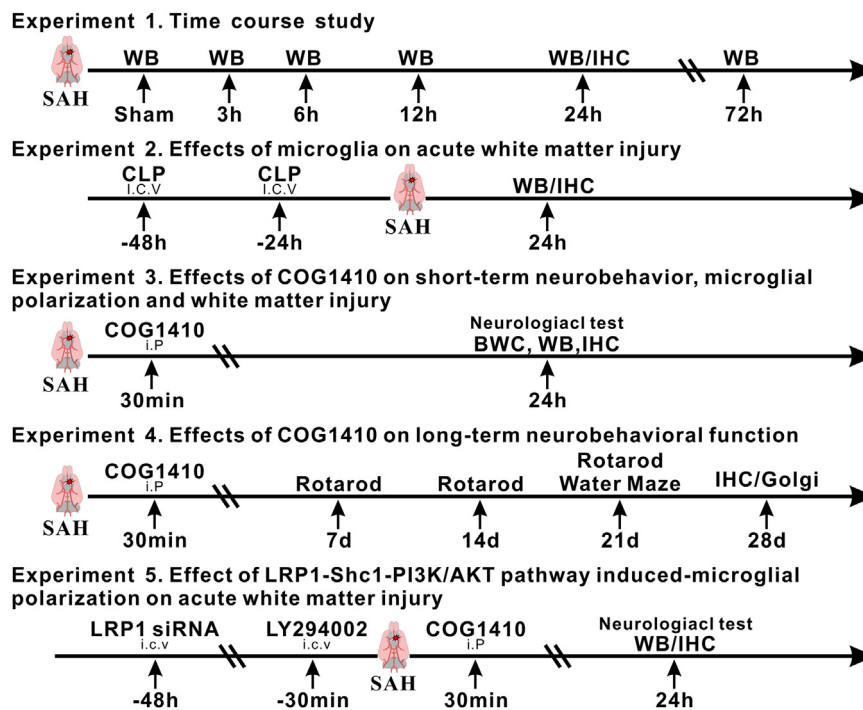 Experiment 1. Time course study
WB WB WB WB WB/IHC WB
SAH
Sham 3h 6h 12h 24h 72h
Experiment 2. Effects of microglia on acute white matter injury
CLP CLP
I.C.V I.C.V WB/IHC
SAH
-48h -24h 24h
Experiment 3. Effects of COG1410 on short-term neurobehavior, microglial
polarization and white matter injury
COG1410 Neurologiacl test
i.P BWC, WB,IHC
SAH
30min 24h
Experiment 4. Effects of COG1410 on long-term neurobehavioral function
COG1410 Rotarod
i.P Rotarod Rotarod Water Maze IHC/Golgi
SAH
30min 7d 14d 21d 28d
Experiment 5. Effect of LRP1-Shc1-PI3K/AKT pathway induced-microglial
polarization on acute white matter injury
LRP1 siRNA LY294002 COG1410 Neurologiacl test
i.c.v i.c.v i.P WB/IHC
SAH
-48h -30min 30min 24h